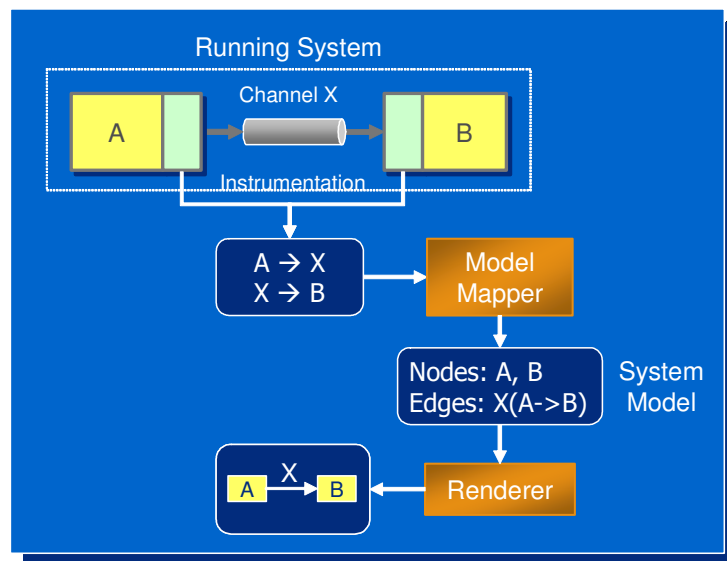 Running System
Channel X
A
B
Instrumentation
A → X
X → B
Model
Mapper
Nodes: A, B
Edges: X(A->B)
System
Model
X
A
B
Renderer